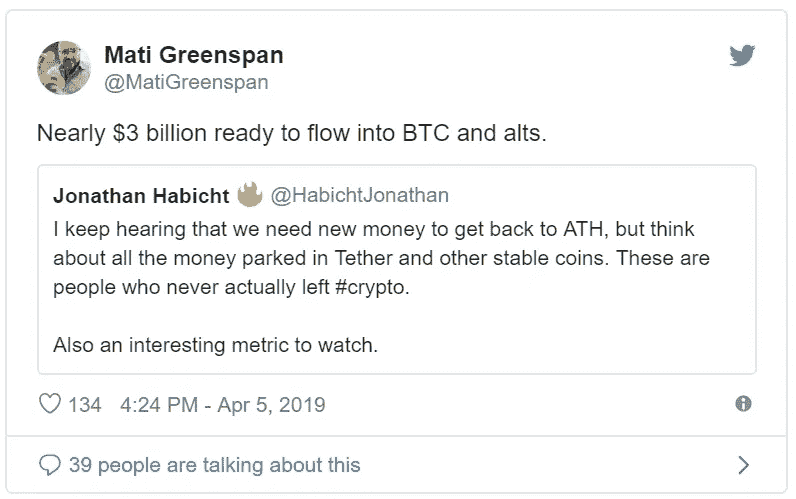 Mati Greenspan
@MatiGreenspan
Nearly $3 billion ready to flow into BTC and alts.
Jonathan Habicht @HabichtJonathan
I keep hearing that we need new money to get back to ATH, but think
about all the money parked in Tether and other stable coins. These are
people who never actually left #crypto.
Also an interesting metric to watch.
134 4:24 PM - Apr 5, 2019
39 people are talking about this